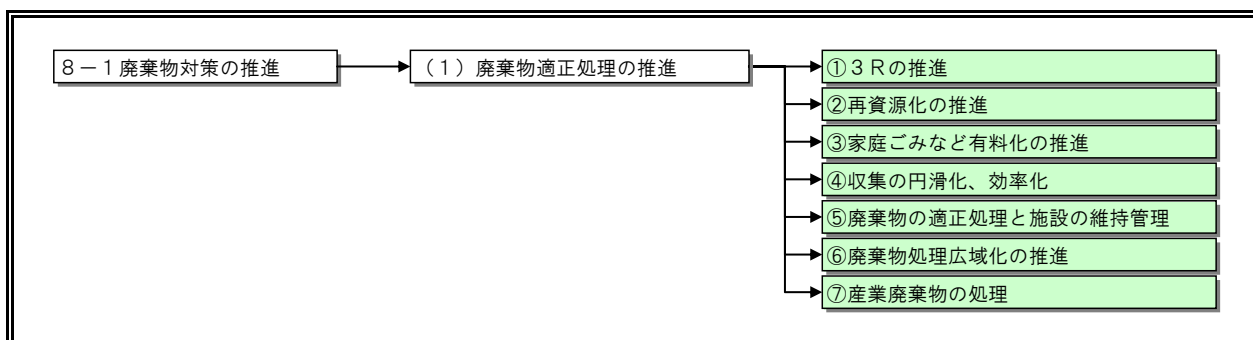 ８－１廃棄物対策の推進
（１）廃棄物適正処理の推進
①３Ｒの推進
②再資源化の推進
③家庭ごみなど有料化の推進
④収集の円滑化、効率化
⑤廃棄物の適正処理と施設の維持管理
⑥廃棄物処理広域化の推進
⑦産業廃棄物の処理